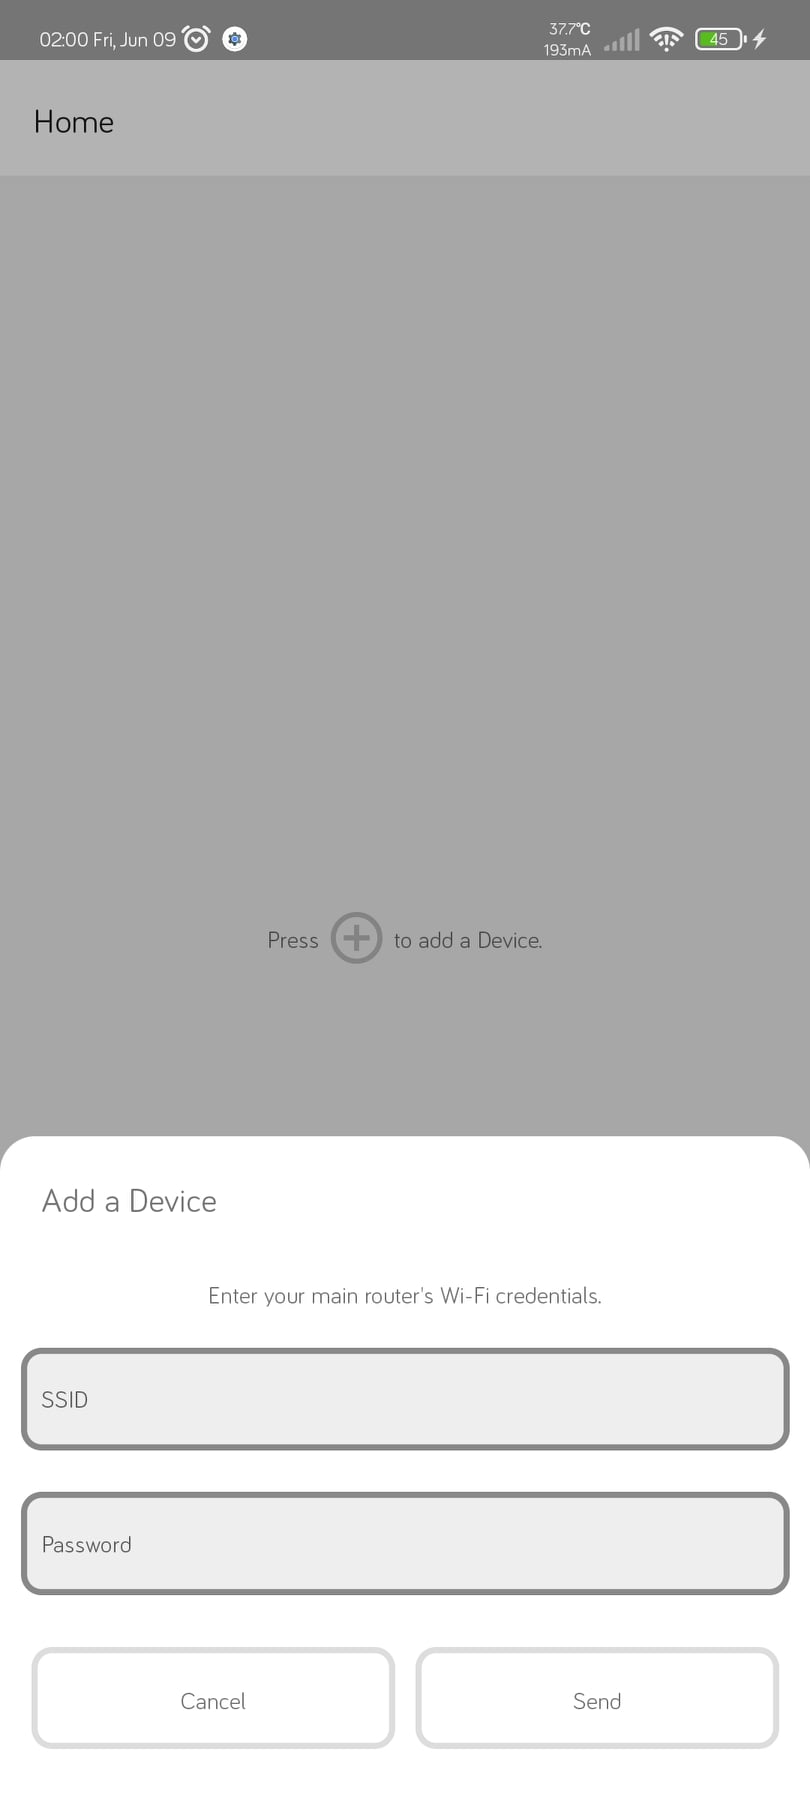 02:00 Fri, Jun 09
37.7°C
193mA
45
Home
Press to add a Device.
Add a Device
Enter your main router's Wi-Fi credentials.
SSID
Password
Cancel Send